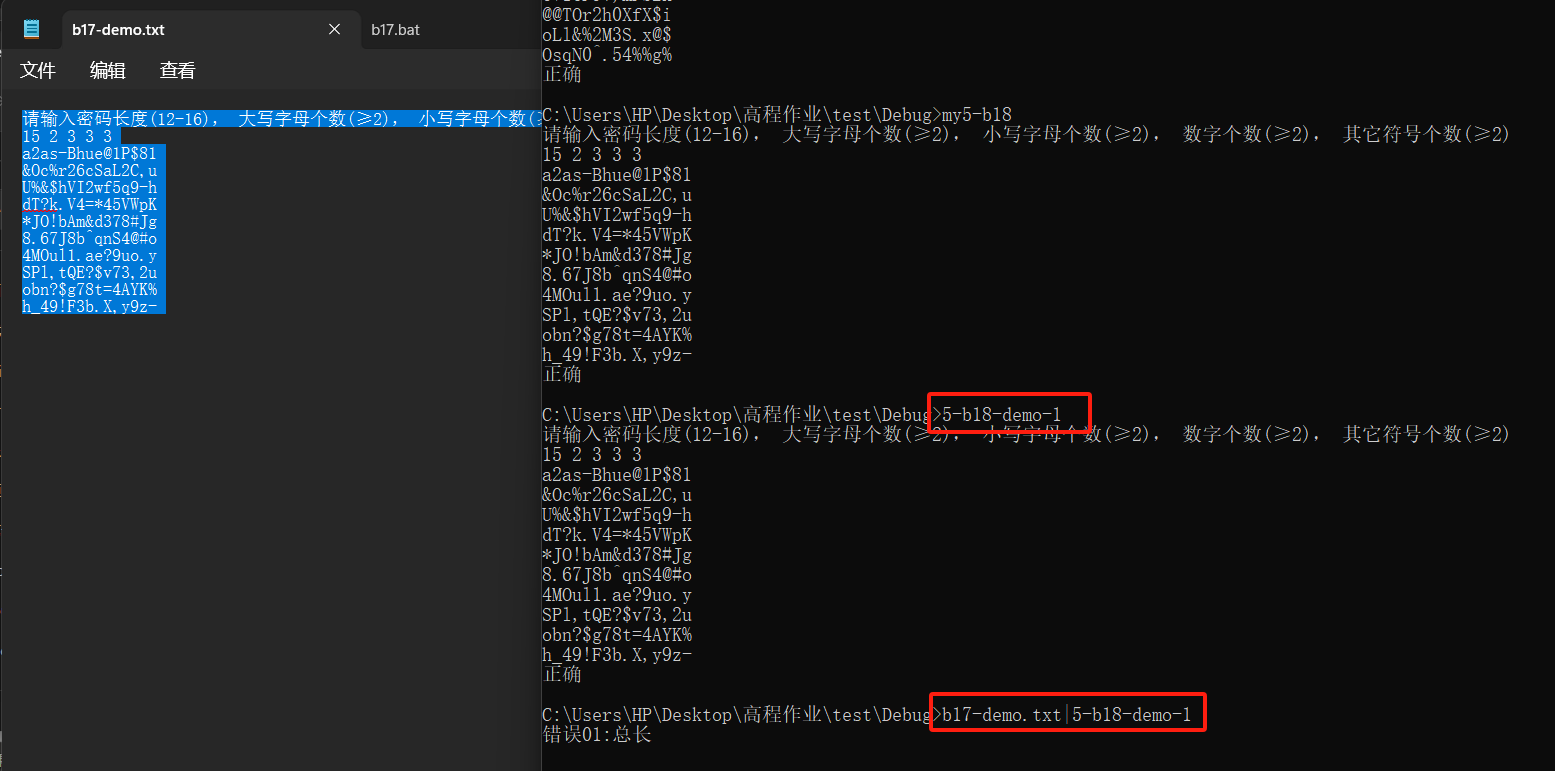 b17-demo.txt
b17.bat
文件
编辑
查看
请输入密码长度(12-16)， 大写字母个数(≥2)， 小写字母个数(≥
15 2 3 3 3
a2as-Bhue@1P$81
&Oc%r26cSaL2C,u
U%&$hVI2wf5q9-h
dT?k.V4=*45VWpK
*JO!bAm&d378#Jg
8.67J8b^qnS4@#o
4MOull.ae?9uo.y
SPl,tQE?$v73,2u
obn?$g78t=4AYK%
h_49!F3b.X,y9z-
@@TOr2h0XfX$i
oLl&%2M3S.x@$
OsqN0^.54%%g%
正确
C:\Users\HP\Desktop\高程作业\test\Debug>my5-b18
请输入密码长度(12-16)， 大写字母个数(≥2)， 小写字母个数(≥2)， 数字个数(≥2)， 其它符号个数(≥2)
15 2 3 3 3
a2as-Bhue@1P$81
&Oc%r26cSaL2C,u
U%&$hVI2wf5q9-h
dT?k.V4=*45VWpK
*JO!bAm&d378#Jg
8.67J8b^qnS4@#o
4MOull.ae?9uo.y
SPl,tQE?$v73,2u
obn?$g78t=4AYK%
h_49!F3b.X,y9z-
正确
C:\Users\HP\Desktop\高程作业\test\Debug>5-b18-demo-1
请输入密码长度(12-16)， 大写字母个数(≥2)， 小写字母个数(≥2)， 数字个数(≥2)， 其它符号个数(≥2)
15 2 3 3 3
a2as-Bhue@1P$81
&Oc%r26cSaL2C,u
U%&$hVI2wf5q9-h
dT?k.V4=*45VWpK
*JO!bAm&d378#Jg
8.67J8b^qnS4@#o
4MOull.ae?9uo.y
SPl,tQE?$v73,2u
obn?$g78t=4AYK%
h_49!F3b.X,y9z-
正确
C:\Users\HP\Desktop\高程作业\test\Debug>b17-demo.txt|5-b18-demo-1
错误01:总长